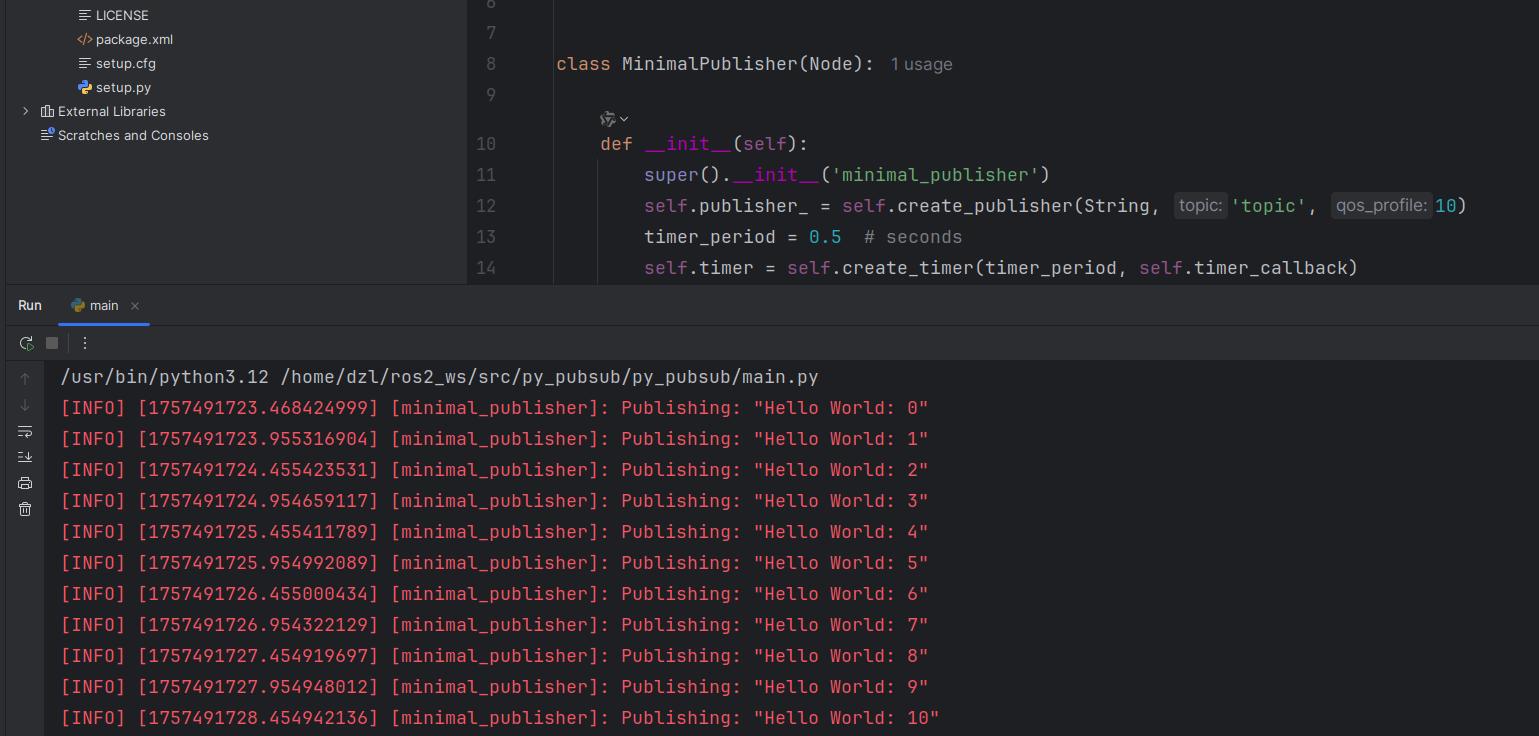 LICENSE
package.xml
setup.cfg
setup.py
External Libraries
Scratches and Consoles
6
7
8 class MinimalPublisher(Node): 1 usage
9
10 def __init__(self):
11 super().__init__('minimal_publisher')
12 self.publisher_ = self.create_publisher(String, topic: 'topic', qos_profile: 10)
13 timer_period = 0.5 # seconds
14 self.timer = self.create_timer(timer_period, self.timer_callback)
Run main
/usr/bin/python3.12 /home/dzl/ros2_ws/src/py_pubsub/py_pubsub/main.py
[INFO] [1757491723.468424999] [minimal_publisher]: Publishing: "Hello World: 0"
[INFO] [1757491723.955316904] [minimal_publisher]: Publishing: "Hello World: 1"
[INFO] [1757491724.455423531] [minimal_publisher]: Publishing: "Hello World: 2"
[INFO] [1757491724.954659117] [minimal_publisher]: Publishing: "Hello World: 3"
[INFO] [1757491725.455411789] [minimal_publisher]: Publishing: "Hello World: 4"
[INFO] [1757491725.954992089] [minimal_publisher]: Publishing: "Hello World: 5"
[INFO] [1757491726.455000434] [minimal_publisher]: Publishing: "Hello World: 6"
[INFO] [1757491726.954322129] [minimal_publisher]: Publishing: "Hello World: 7"
[INFO] [1757491727.454919697] [minimal_publisher]: Publishing: "Hello World: 8"
[INFO] [1757491727.954948012] [minimal_publisher]: Publishing: "Hello World: 9"
[INFO] [1757491728.454942136] [minimal_publisher]: Publishing: "Hello World: 10"